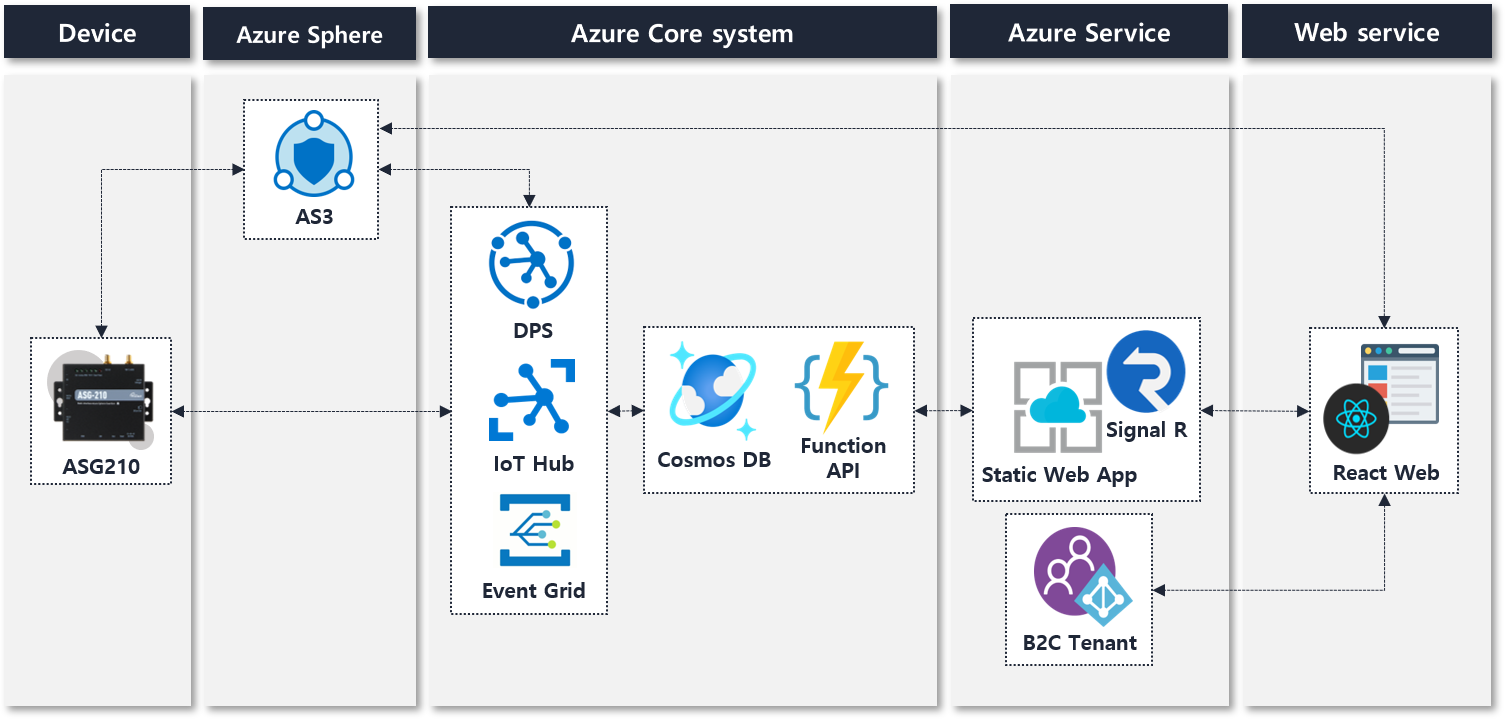 Device
Azure Sphere
Azure Core system
Azure Service
Web service
AS3
DPS
IoT Hub
Event Grid
ASG-210
ASG210
Cosmos DB
Function
API
Signal R
Static Web App
B2C Tenant
React Web